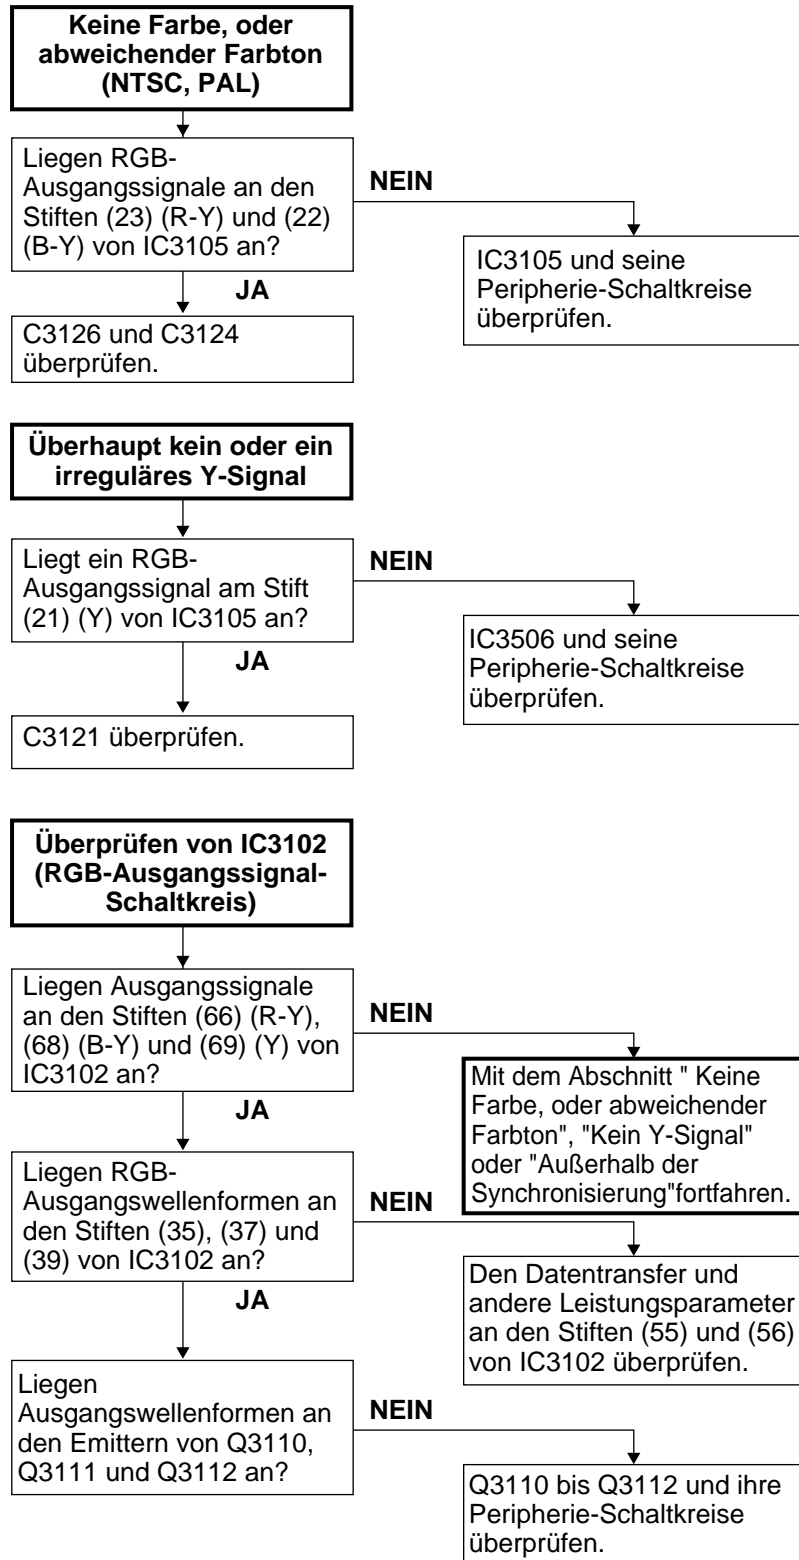 Keine Farbe, oder
abweichender Farbton
(NTSC, PAL)
Liegen RGB-
Ausgangssignale an den
Stiften (23) (R-Y) und (22)
(B-Y) von IC3105 an?
NEIN
IC3105 und seine
Peripherie-Schaltkreise
überprüfen.
JA
C3126 und C3124
überprüfen.
Überhaupt kein oder ein
irreguläres Y-Signal
Liegt ein RGB-
Ausgangssignal am Stift
(21) (Y) von IC3105 an?
NEIN
IC3506 und seine
Peripherie-Schaltkreise
überprüfen.
JA
C3121 überprüfen.
Überprüfen von IC3102
(RGB-Ausgangssignal-
Schaltkreis)
Liegen Ausgangssignale
an den Stiften (66) (R-Y),
(68) (B-Y) und (69) (Y) von
IC3102 an?
NEIN
Mit dem Abschnitt " Keine
Farbe, oder abweichender
Farbton", "Kein Y-Signal"
oder "Außerhalb der
Synchronisierung"fortfahren.
JA
Liegen RGB-
Ausgangswellenformen an
den Stiften (35), (37) und
(39) von IC3102 an?
NEIN
Den Datentransfer und
andere Leistungsparameter
an den Stiften (55) und (56)
von IC3102 überprüfen.
JA
Liegen
Ausgangswellenformen an
den Emittern von Q3110,
Q3111 und Q3112 an?
NEIN
Q3110 bis Q3112 und ihre
Peripherie-Schaltkreise
überprüfen.